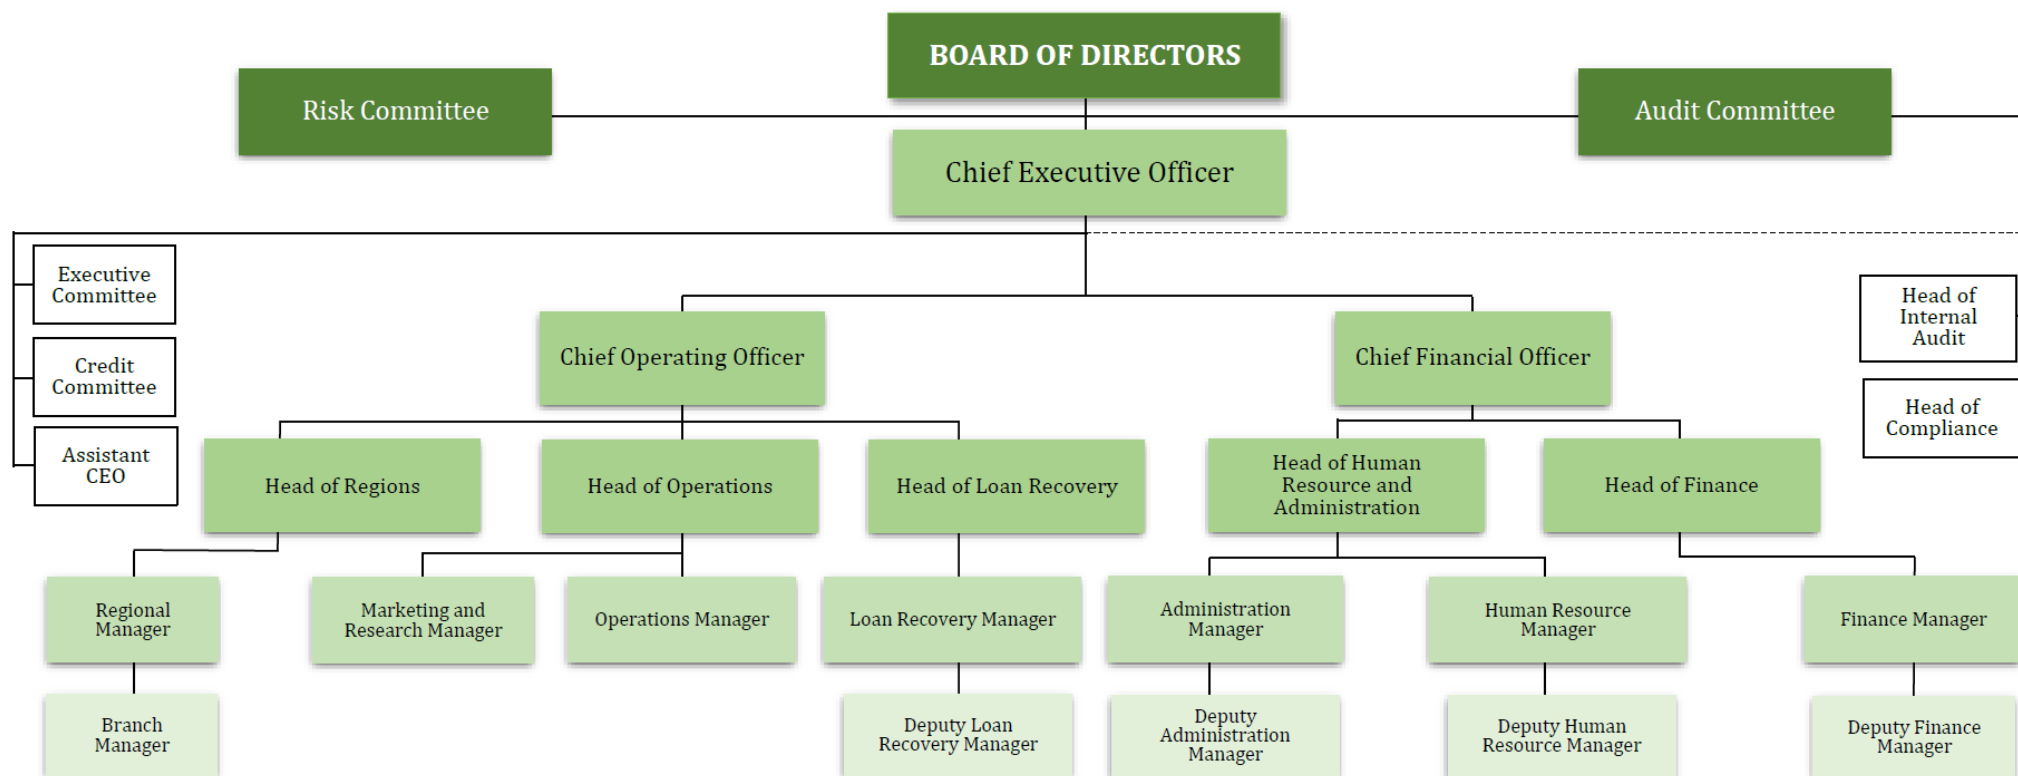 BOARD OF DIRECTORS
Risk Committee
Audit Committee
Chief Executive Officer
Executive
Committee
Credit
Committee
Assistant
CEO
Head of
Internal
Audit
Head of
Compliance
Chief Operating Officer
Chief Financial Officer
Head of Regions
Head of Operations
Head of Loan Recovery
Head of Human
Resource and
Administration
Head of Finance
Regional
Manager
Marketing and
Research Manager
Operations Manager
Loan Recovery Manager
Administration
Manager
Human Resource
Manager
Finance Manager
Branch
Manager
Deputy Loan
Recovery Manager
Deputy
Administration
Manager
Deputy Human
Resource Manager
Deputy Finance
Manager